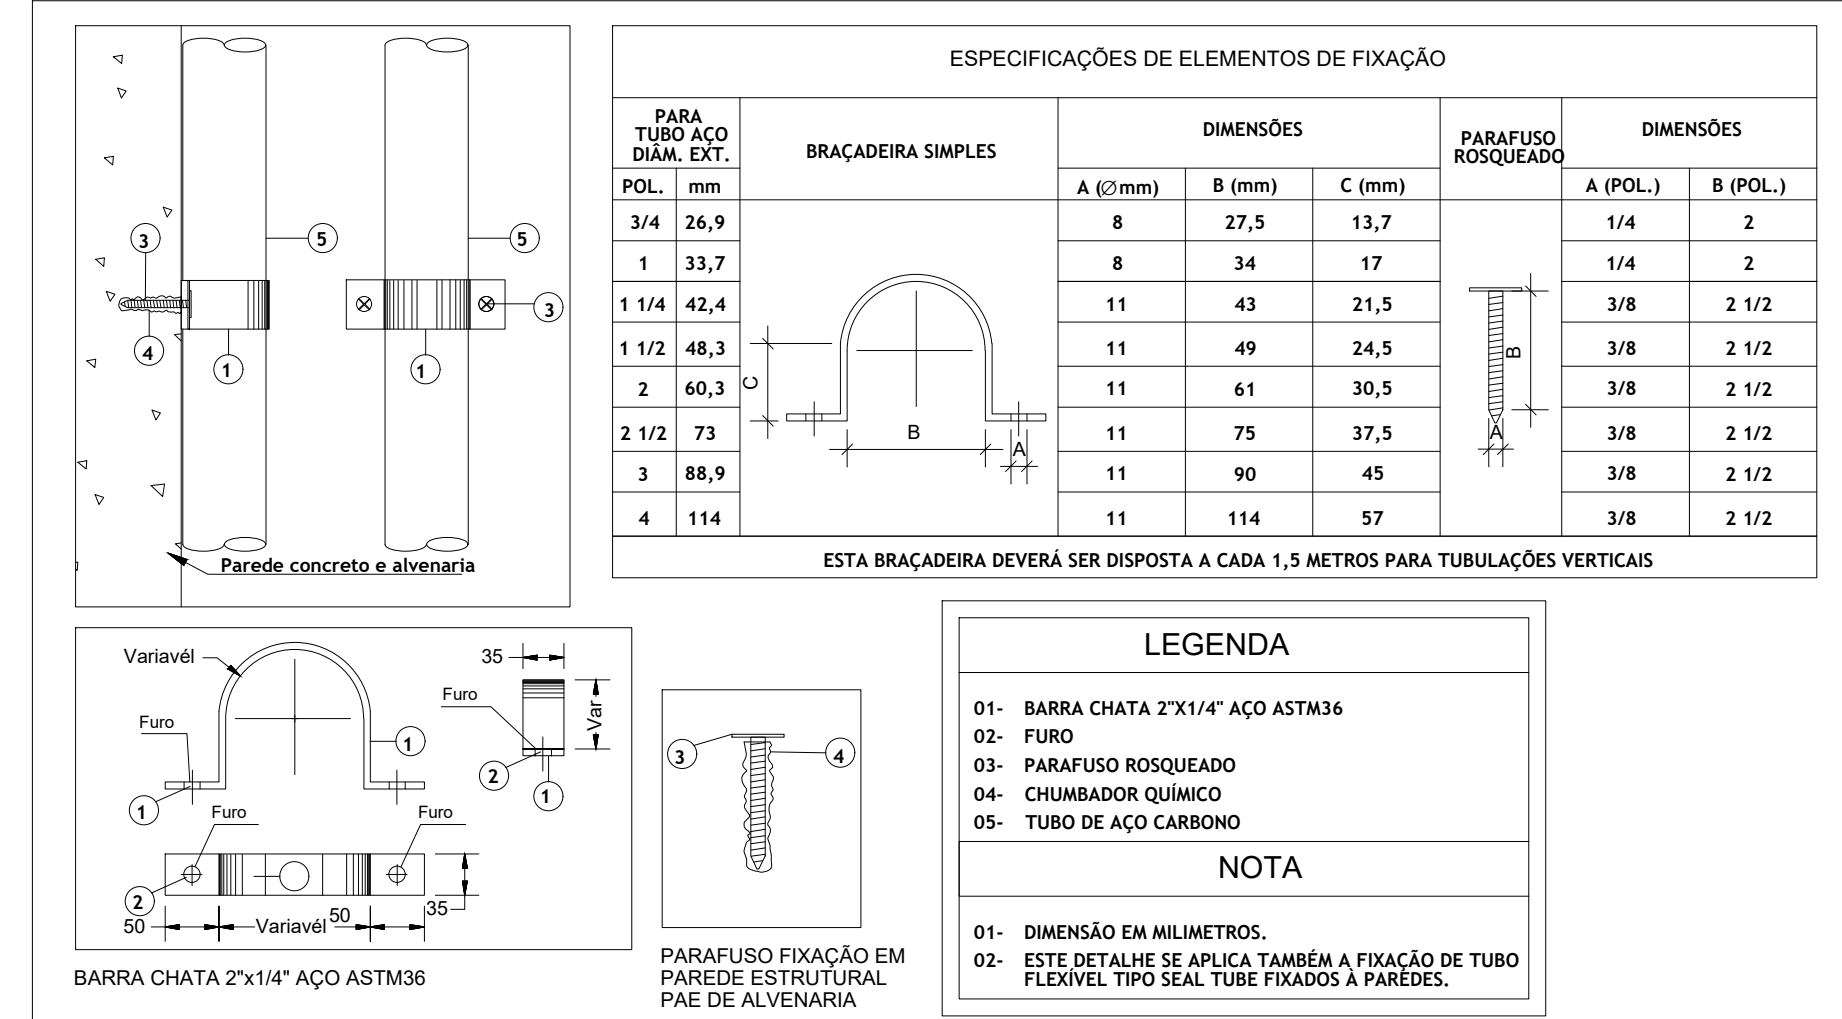 3
4
1
5
1
5
3
Parede concreto e alvenaria
ESPECIFICAÇÕES DE ELEMENTOS DE FIXAÇÃO
PARA
TUBO AÇO
DIÂM. EXT.
BRAÇADEIRA SIMPLES
DIMENSÕES
PARAFUSO
ROSQUEADO
DIMENSÕES
POL. mm A (∅mm) B (mm) C (mm) A (POL.) B (POL.)
3/4 26,9 8 27,5 13,7 1/4 2
1 33,7 8 34 17 1/4 2
1 1/4 42,4 11 43 21,5 3/8 2 1/2
1 1/2 48,3 11 49 24,5 3/8 2 1/2
2 60,3 11 61 30,5 3/8 2 1/2
2 1/2 73 11 75 37,5 3/8 2 1/2
3 88,9 11 90 45 3/8 2 1/2
4 114 11 114 57 3/8 2 1/2
C
B
A
B
A
ESTA BRAÇADEIRA DEVERÁ SER DISPOSTA A CADA 1,5 METROS PARA TUBULAÇÕES VERTICAIS
Variavél
Furo
1
1
35
Furo
Var
2
1
Furo
Furo
2
50
Variavél
50
35
BARRA CHATA 2"x1/4" AÇO ASTM36
3
4
PARAFUSO FIXAÇÃO EM
PAREDE ESTRUTURAL
PAE DE ALVENARIA
LEGENDA
01- BARRA CHATA 2"X1/4" AÇO ASTM36
02- FURO
03- PARAFUSO ROSQUEADO
04- CHUMBADOR QUÍMICO
05- TUBO DE AÇO CARBONO
NOTA
01- DIMENSÃO EM MILIMETROS.
02- ESTE DETALHE SE APLICA TAMBÉM A FIXAÇÃO DE TUBO
FLEXÍVEL TIPO SEAL TUBE FIXADOS À PAREDES.